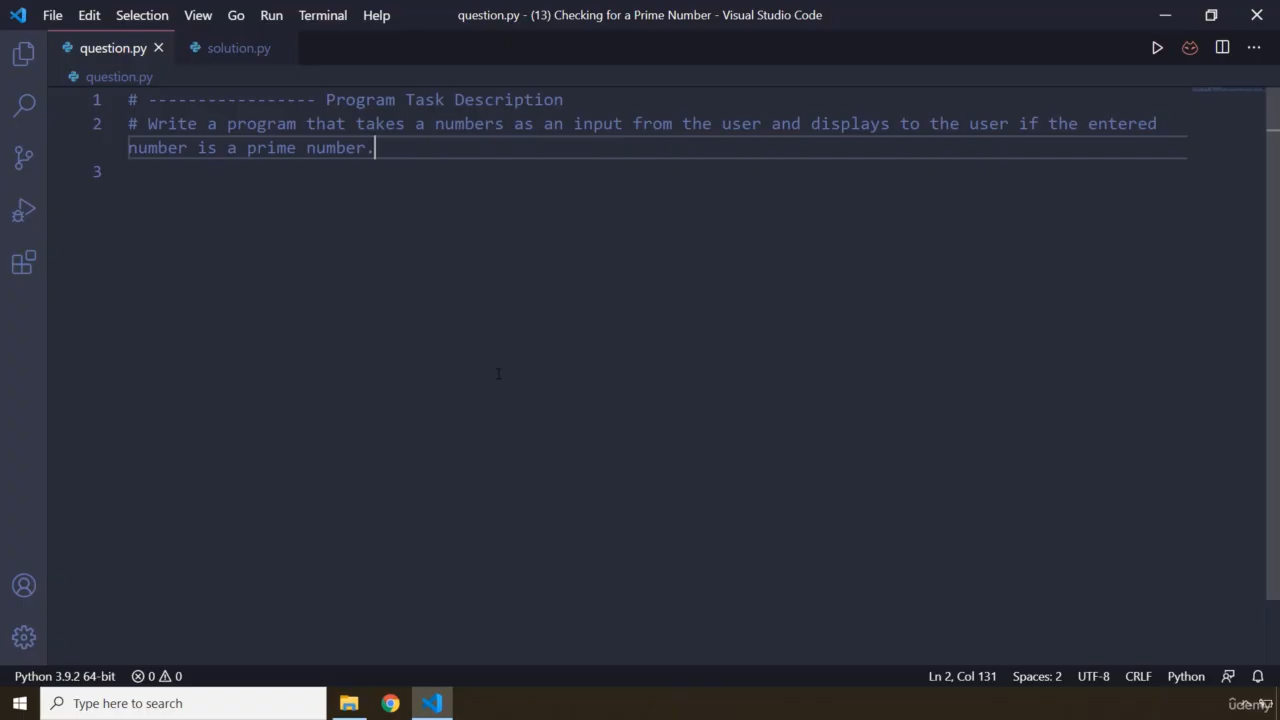 File Edit Selection View Go Run Terminal Help question.py - (13) Checking for a Prime Number - Visual Studio Code
question.py solution.py
question.py
1 # ----------------- Program Task Description
2 # Write a program that takes a numbers as an input from the user and displays to the user if the entered
number is a prime number.
3
Python 3.9.2 64-bit 0 0 Ln 2, Col 131 Spaces: 2 UTF-8 CRLF Python
Type here to search
udemy